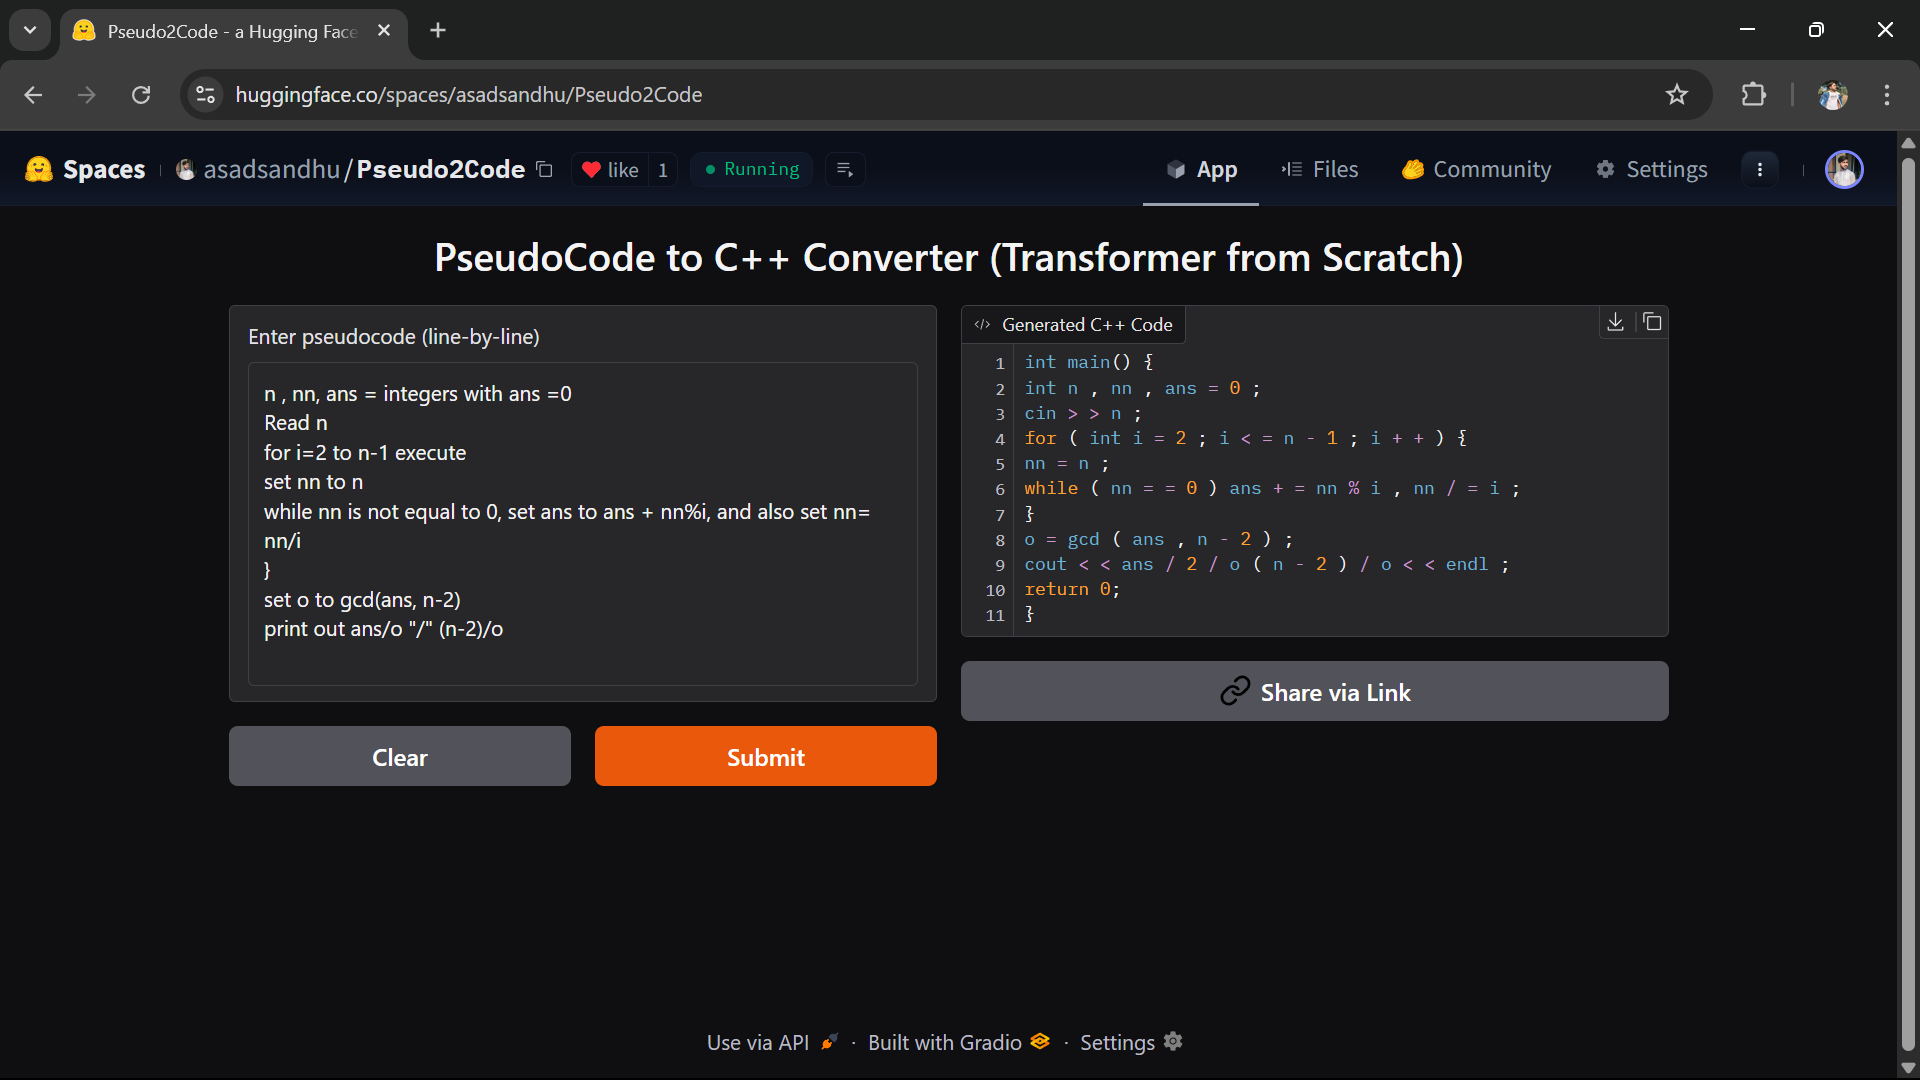 Pseudo2Code - a Hugging Face
huggingface.co/spaces/asadsandhu/Pseudo2Code
Spaces asadsandhu/Pseudo2Code like 1 Running App Files Community Settings
PseudoCode to C++ Converter (Transformer from Scratch)
Enter pseudocode (line-by-line)
n , nn, ans = integers with ans =0
Read n
for i=2 to n-1 execute
set nn to n
while nn is not equal to 0, set ans to ans + nn%i, and also set nn=
nn/i
}
set o to gcd(ans, n-2)
print out ans/o "/" (n-2)/o
Clear
Submit
Generated C++ Code
1 int main() {
2 int n , nn , ans = 0 ;
3 cin > > n ;
4 for ( int i = 2 ; i < = n - 1 ; i + + ) {
5 nn = n ;
6 while ( nn = = 0 ) ans + = nn % i , nn / = i ;
7 }
8 o = gcd ( ans , n - 2 ) ;
9 cout < < ans / 2 / o ( n - 2 ) / o < < endl ;
10 return 0;
11 }
Share via Link
Use via API · Built with Gradio · Settings